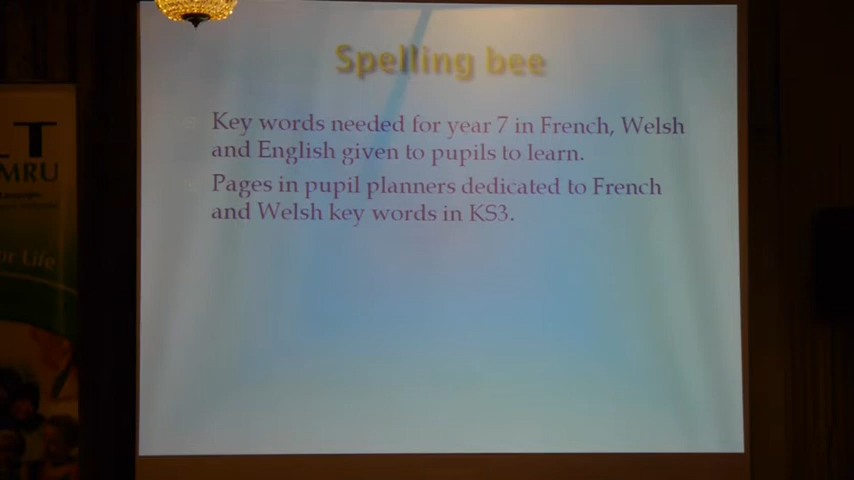 Spelling bee
Key words needed for year 7 in French, Welsh
and English given to pupils to learn.
Pages in pupil planners dedicated to French
and Welsh key words in KS3.
LT
MRU
or Life